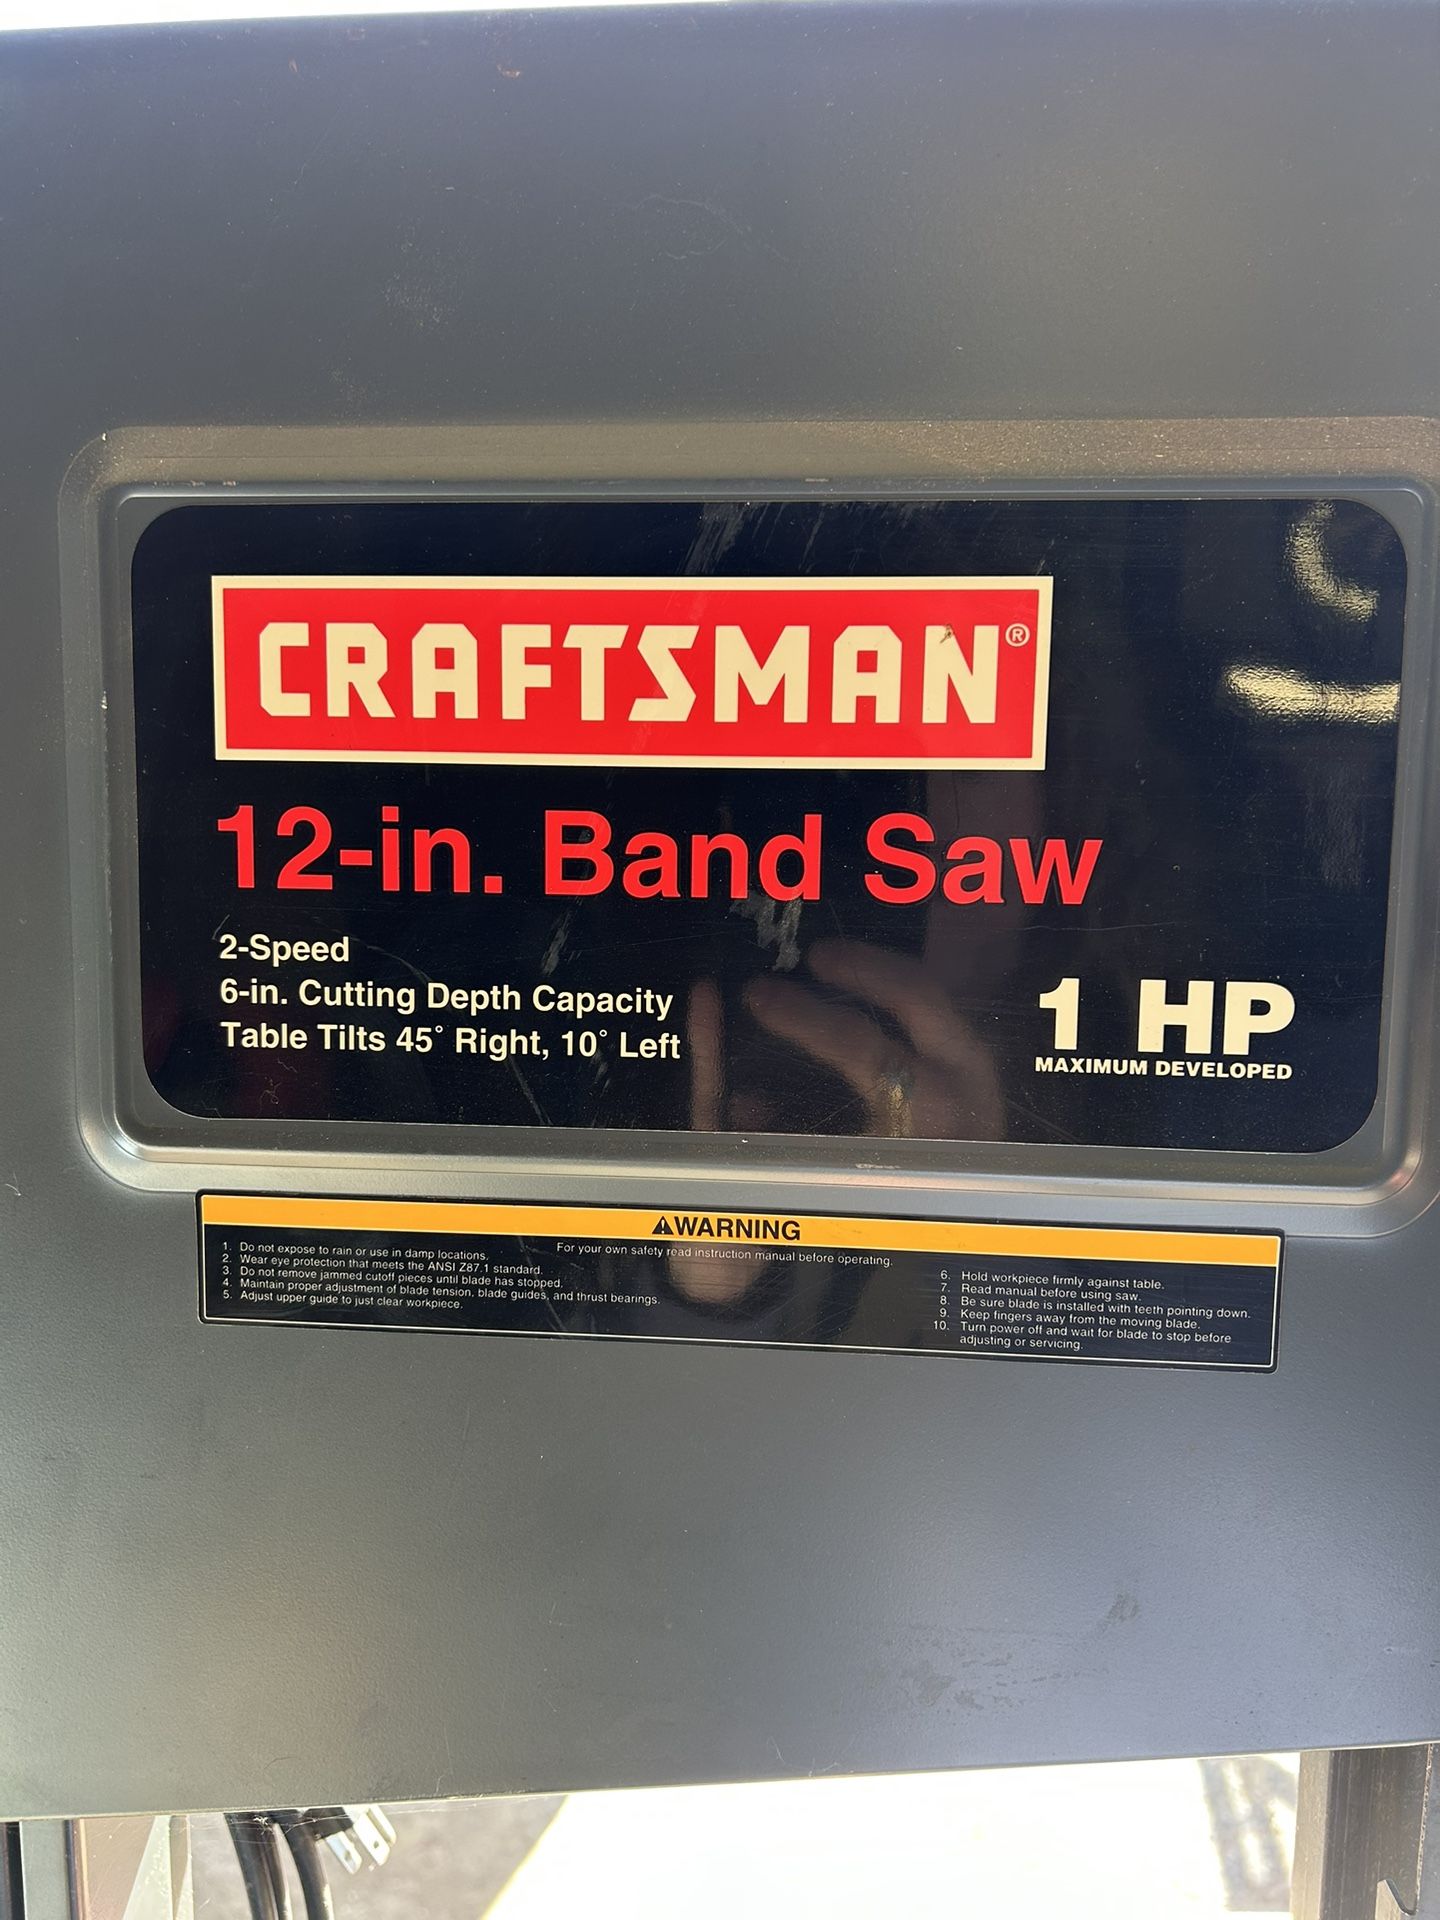 CRAFTSMAN®
12-in. Band Saw
2-Speed
6-in. Cutting Depth Capacity
Table Tilts 45° Right, 10° Left
1 HP
MAXIMUM DEVELOPED
⚠WARNING
For your own safety read instruction manual before operating.
1. Do not expose to rain or use in damp locations.
2. Wear eye protection that meets the ANSI Z87.1 standard.
3. Do not remove jammed cutoff pieces until blade has stopped.
4. Maintain proper adjustment of blade tension, blade guides, and thrust bearings.
5. Adjust upper guide to just clear workpiece.
6. Hold workpiece firmly against table.
7. Read manual before using saw.
8. Be sure blade is installed with teeth pointing down.
9. Keep fingers away from the moving blade.
10. Turn power off and wait for blade to stop before
adjusting or servicing.